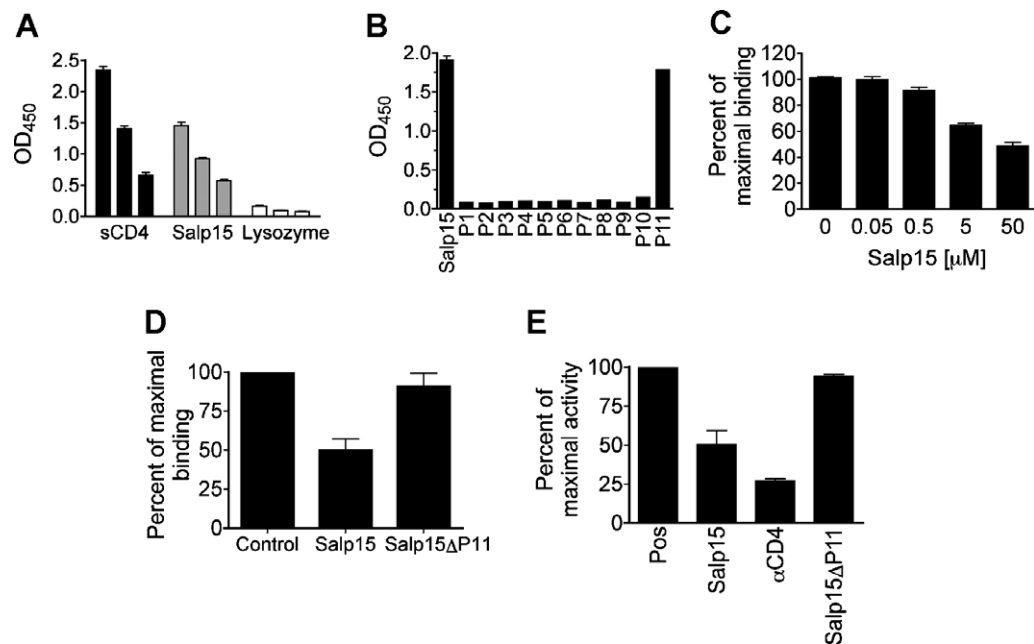 A
OD450
2.5
2.0
1.5
1.0
0.5
0.0
sCD4 Salp15 Lysozyme
B
OD450
2.0
1.5
1.0
0.5
0
Salp15 P1 P2 P3 P4 P5 P6 P7 P8 P9 P10 P11
C
Percent of
maximal binding
120
100
80
60
40
20
0
0 0.05 0.5 5 50
Salp15 [μM]
D
Percent of maximal
binding
100
75
50
25
Control Salp15 Salp15ΔP11
E
Percent of
maximal activity
100
75
50
25
0
Pos Salp15 αCD4 Salp15ΔP11